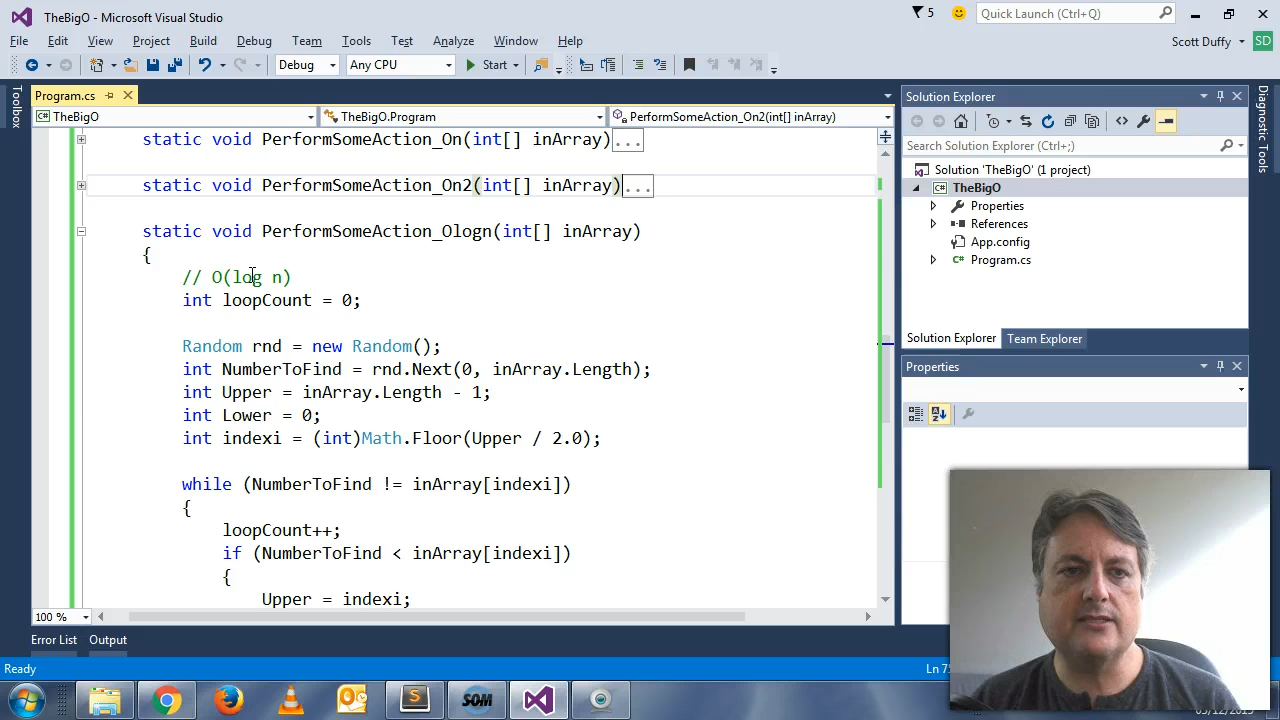 TheBigO - Microsoft Visual Studio
5
Quick Launch (Ctrl+Q)
File Edit View Project Build Debug Team Tools Test Analyze Window Help
Scott Duffy
SD
Debug
Any CPU
Start
Toolbox
Program.cs
TheBigO
TheBigO.Program
PerformSomeAction_On2(int[] inArray)
static void PerformSomeAction_On(int[] inArray)...
static void PerformSomeAction_On2(int[] inArray)...
static void PerformSomeAction_Ologn(int[] inArray)
{
// O(log n)
int loopCount = 0;
Random rnd = new Random();
int NumberToFind = rnd.Next(0, inArray.Length);
int Upper = inArray.Length - 1;
int Lower = 0;
int indexi = (int)Math.Floor(Upper / 2.0);
while (NumberToFind != inArray[indexi])
{
loopCount++;
if (NumberToFind < inArray[indexi])
{
Upper = indexi;
100 %
Solution Explorer
Search Solution Explorer (Ctrl+;)
Solution 'TheBigO' (1 project)
TheBigO
Properties
References
App.config
Program.cs
Solution Explorer
Team Explorer
Properties
Diagnostic Tools
Error List
Output
Ready
SOM